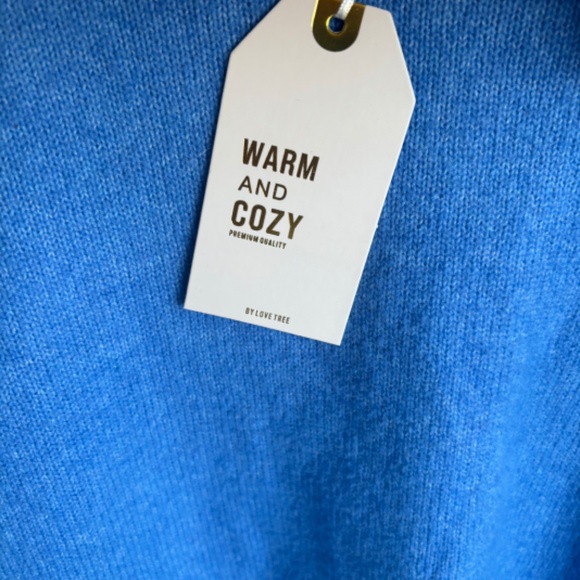 WARM
AND
COZY
PREMIUM QUALITY
BY LOVE TREE